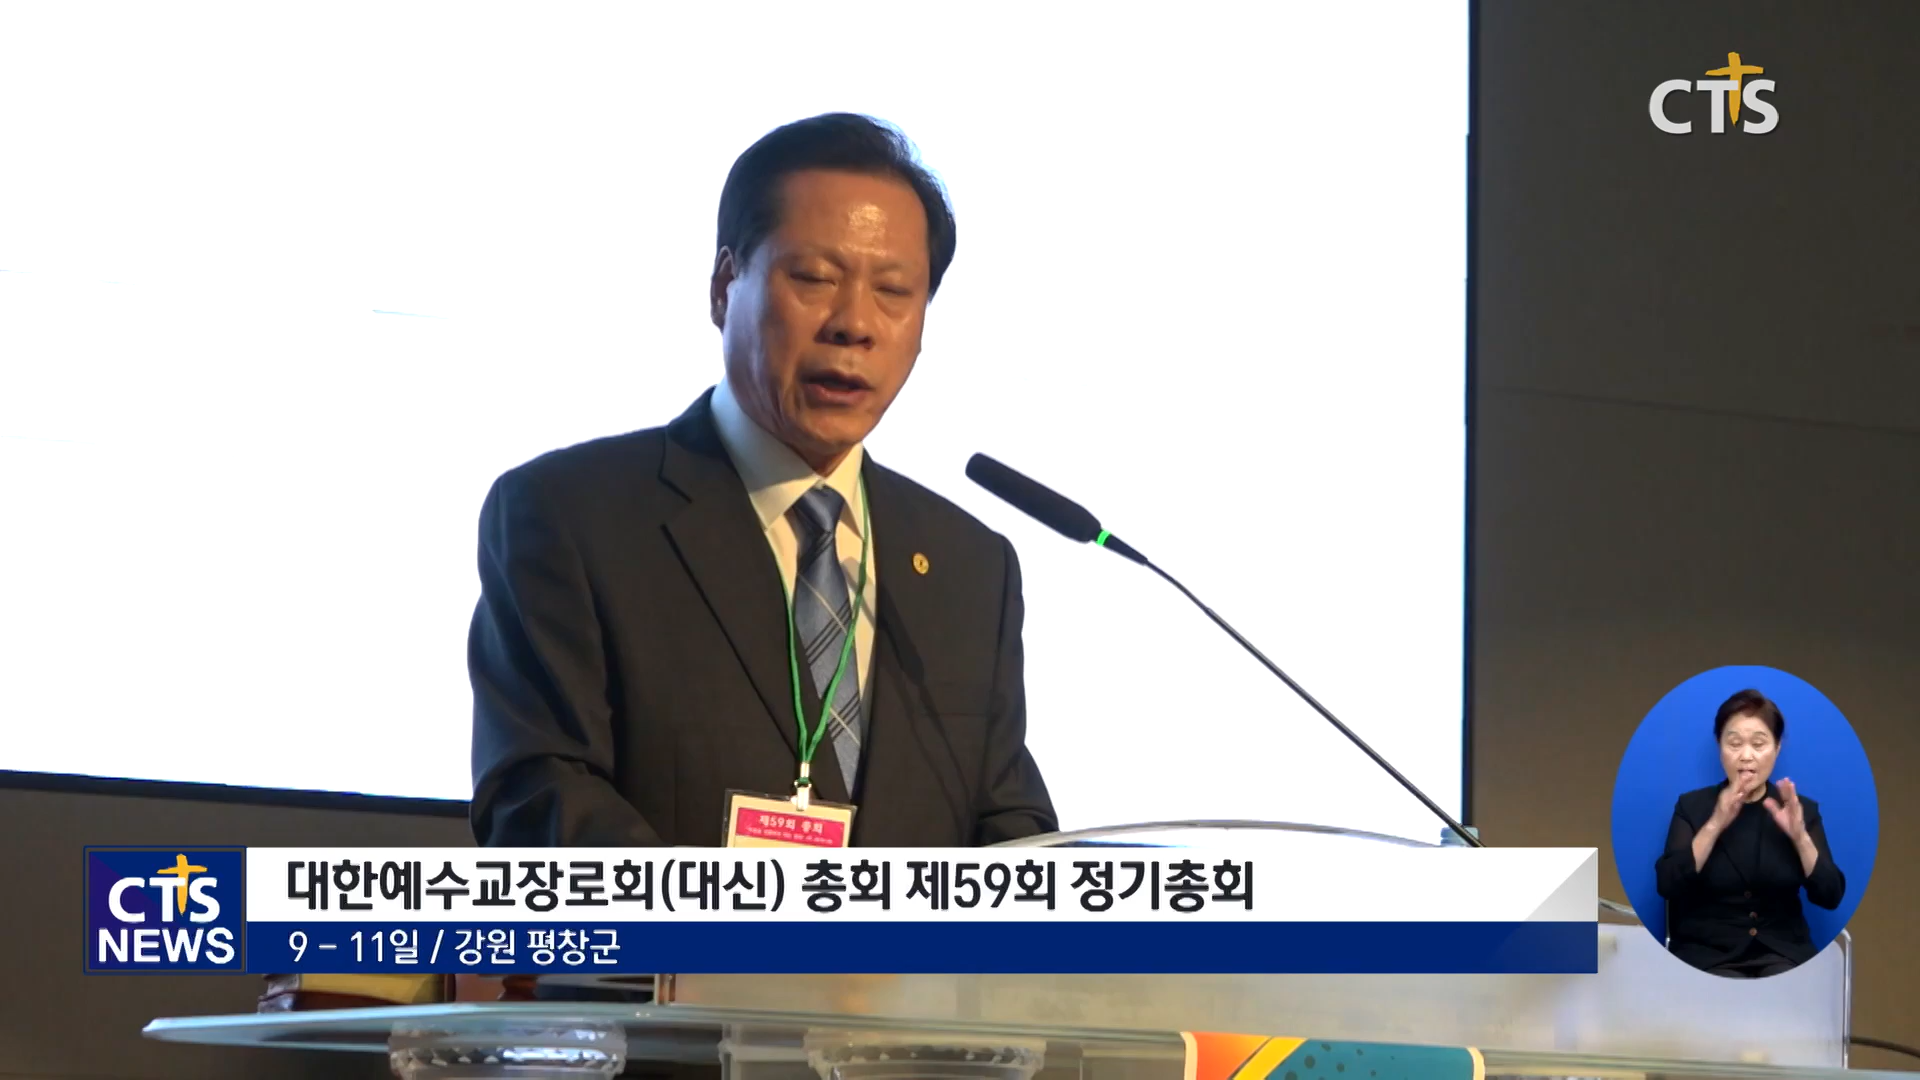 CTS
제59회 총회
CTS
NEWS
대한예수교장로회(대신) 총회 제59회 정기총회
9 - 11일 / 강원 평창군